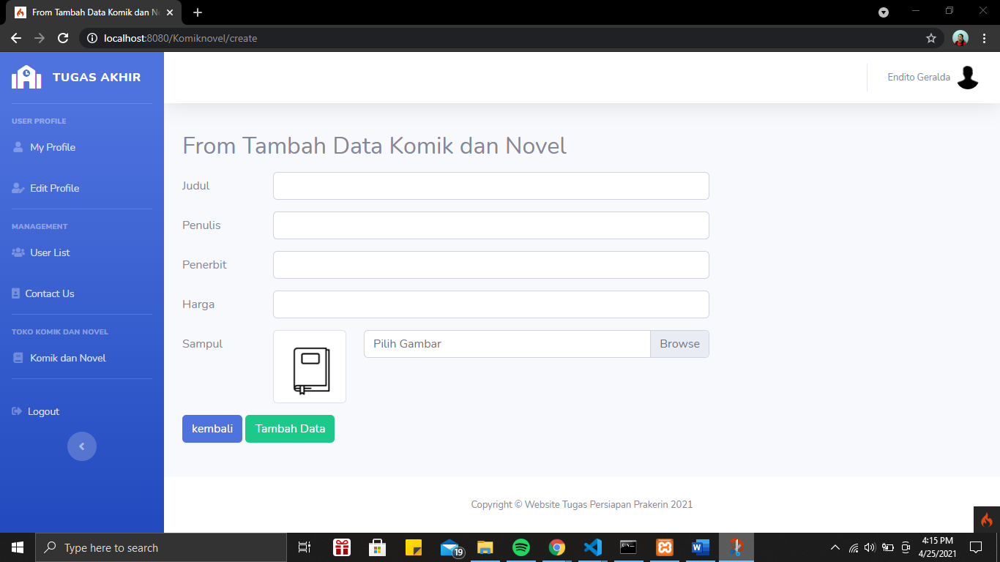 From Tambah Data Komik dan N
localhost:8080/Komiknovel/create
TUGAS AKHIR
Endito Geralda
USER PROFILE
My Profile
Edit Profile
MANAGEMENT
User List
Contact Us
TOKO KOMIK DAN NOVEL
Komik dan Novel
Logout
From Tambah Data Komik dan Novel
Judul
Penulis
Penerbit
Harga
Sampul
Pilih Gambar
Browse
kembali
Tambah Data
Copyright © Website Tugas Persiapan Prakerin 2021
Type here to search
19
4:15 PM
4/25/2021